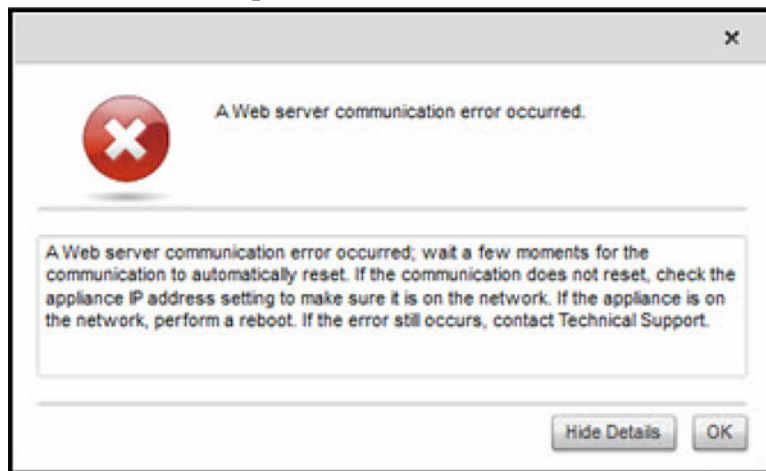 A Web server communication error occurred.
A Web server communication error occurred; wait a few moments for the
communication to automatically reset. If the communication does not reset, check the
appliance IP address setting to make sure it is on the network. If the appliance is on
the network, perform a reboot. If the error still occurs, contact Technical Support.
Hide Details OK